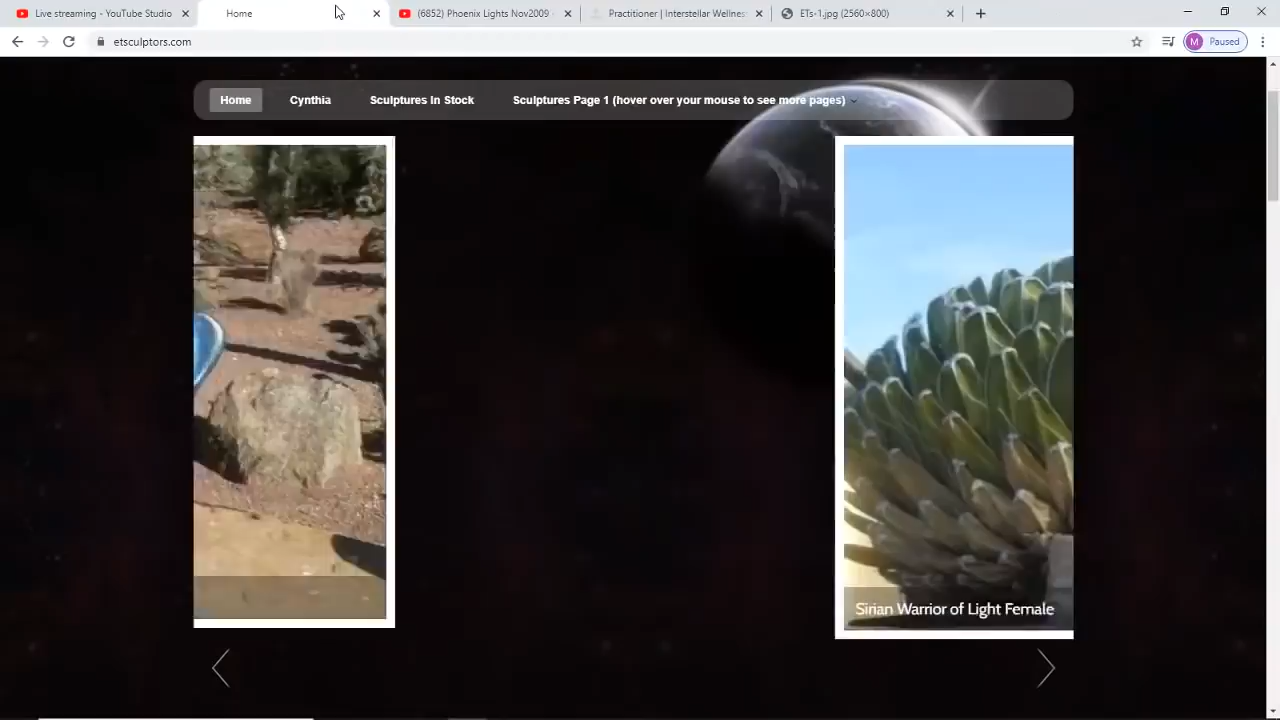 Live streaming - YouTube Studio
Home
(6852) Phoenix Lights Nov2009
Practitioner | Interstellar Wellnes
ETs-1.jpg (2560×800)
etsculptors.com
M
Paused
Home
Cynthia
Sculptures In Stock
Sculptures Page 1 (hover over your mouse to see more pages)
Sirian Warrior of Light Female